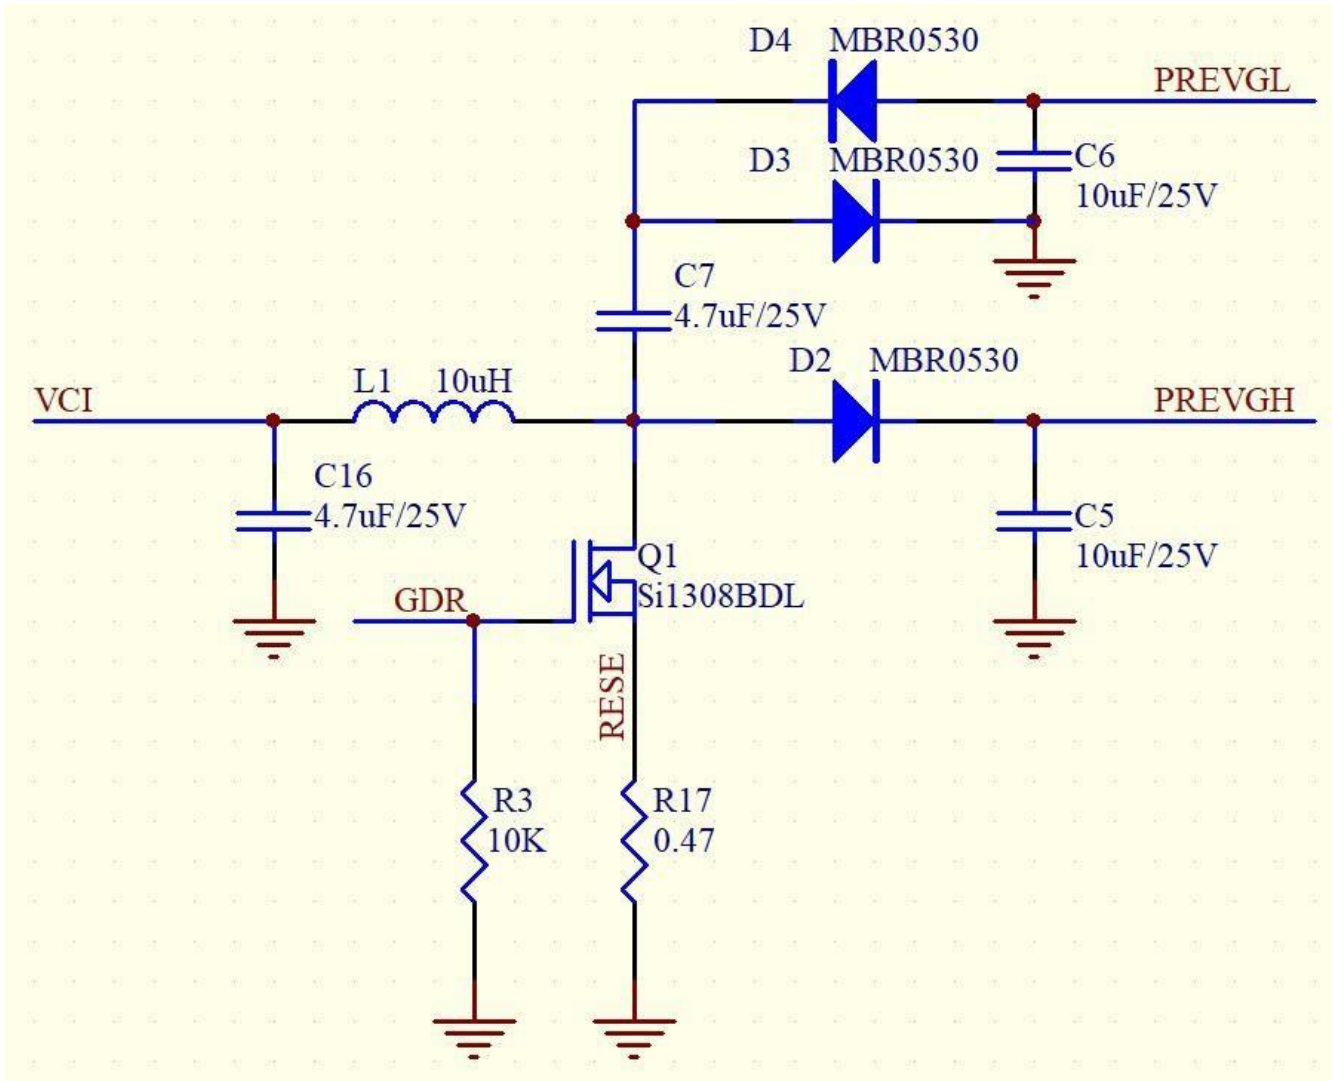 D4 MBR0530
PREVGL
D3 MBR0530
C6
10uF/25V
C7
4.7uF/25V
D2 MBR0530
L1 10uH
VCI
PREVGH
C16
4.7uF/25V
C5
10uF/25V
Q1
Si1308BDL
GDR
RESE
R3
10K
R17
0.47